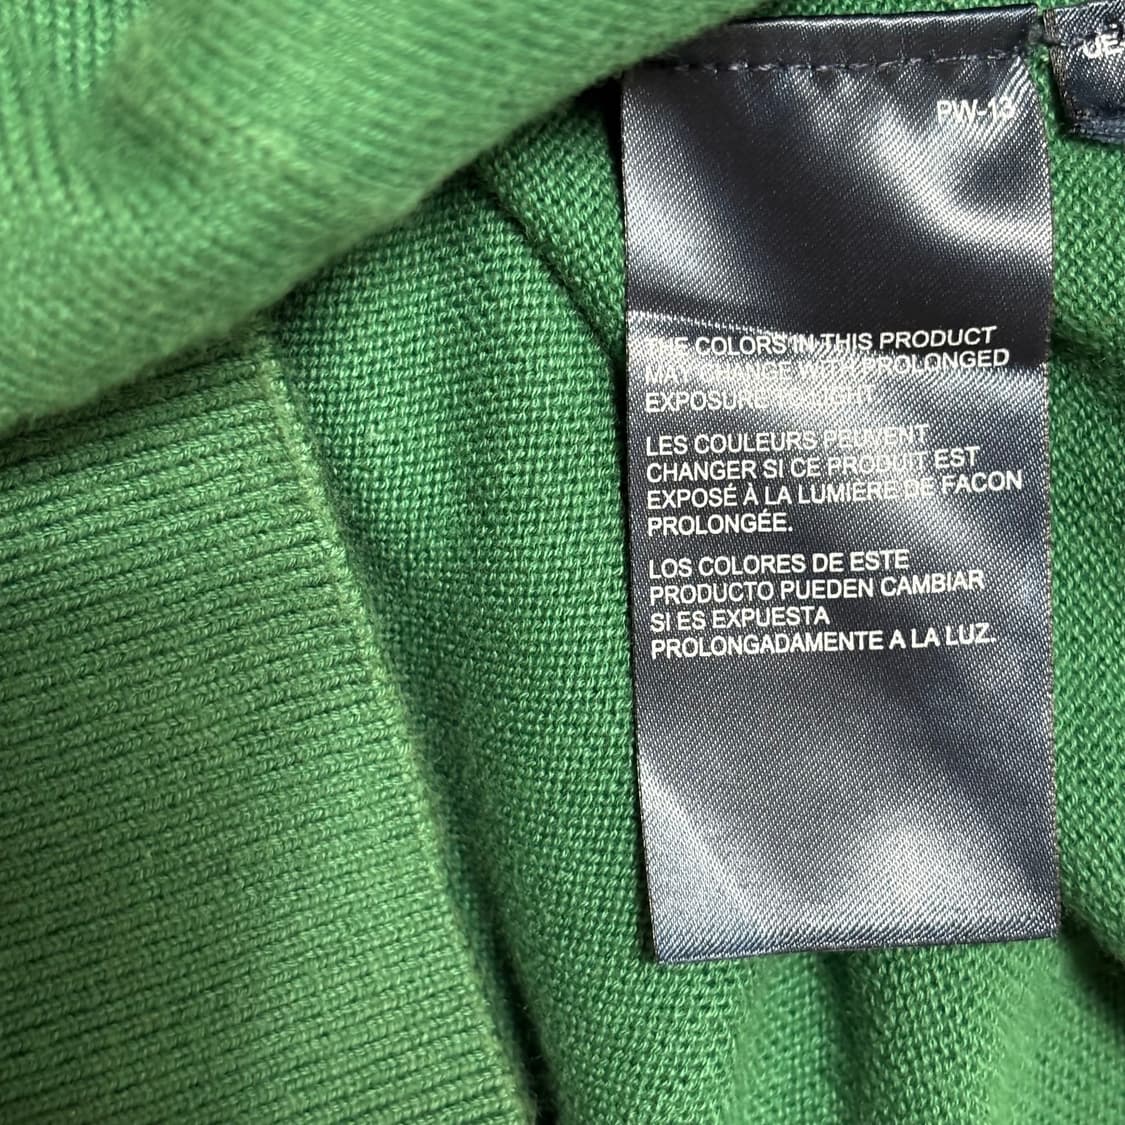 PW-13
THE COLORS IN THIS PRODUCT
MAY CHANGE WITH PROLONGED
EXPOSURE TO LIGHT
LES COULEURS PEUVENT
CHANGER SI CE PRODUIT EST
EXPOSÉ À LA LUMIERE DE FACON
PROLONGÉE.
LOS COLORES DE ESTE
PRODUCTO PUEDEN CAMBIAR
SI ES EXPUESTA
PROLONGADAMENTE A LA LUZ.